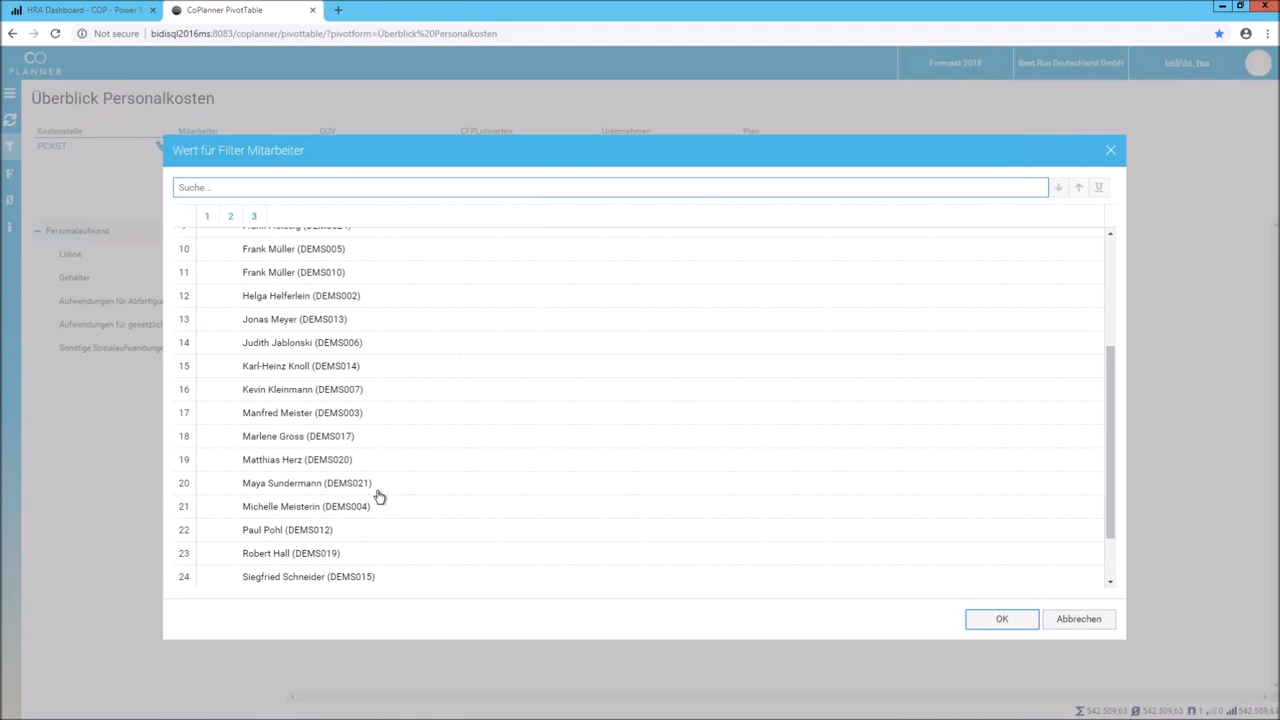 HRA Dashboard - COP - Power
CoPlanner PivotTable
Not secure
bidisql2016ms:8083/coplanner/pivottable/?pivotform=Überblick%20Personalkosten
CO
PLANNER
Forecast 2018
Best Run Deutschland GmbH
bidi\bi_tea
Überblick Personalkosten
Kostenstelle
Mitarbeiter
GUV
CFPLohnarten
Unternehmen
Plan
PCKST
Wert für Filter Mitarbeiter
Suche...
1 2 3
10 Frank Müller (DEMS005)
11 Frank Müller (DEMS010)
12 Helga Helferlein (DEMS002)
13 Jonas Meyer (DEMS013)
14 Judith Jablonski (DEMS006)
15 Karl-Heinz Knoll (DEMS014)
16 Kevin Kleinmann (DEMS007)
17 Manfred Meister (DEMS003)
18 Marlene Gross (DEMS017)
19 Matthias Herz (DEMS020)
20 Maya Sundermann (DEMS021)
21 Michelle Meisterin (DEMS004)
22 Paul Pohl (DEMS012)
23 Robert Hall (DEMS019)
24 Siegfried Schneider (DEMS015)
Personalaufwand
Löhne
Gehälter
Aufwendungen für Abfertigu
Aufwendungen für gesetzlich
Sonstige Sozialaufwendunge
OK
Abbrechen
542.509,63 542.509,63 1 0 542.509,63